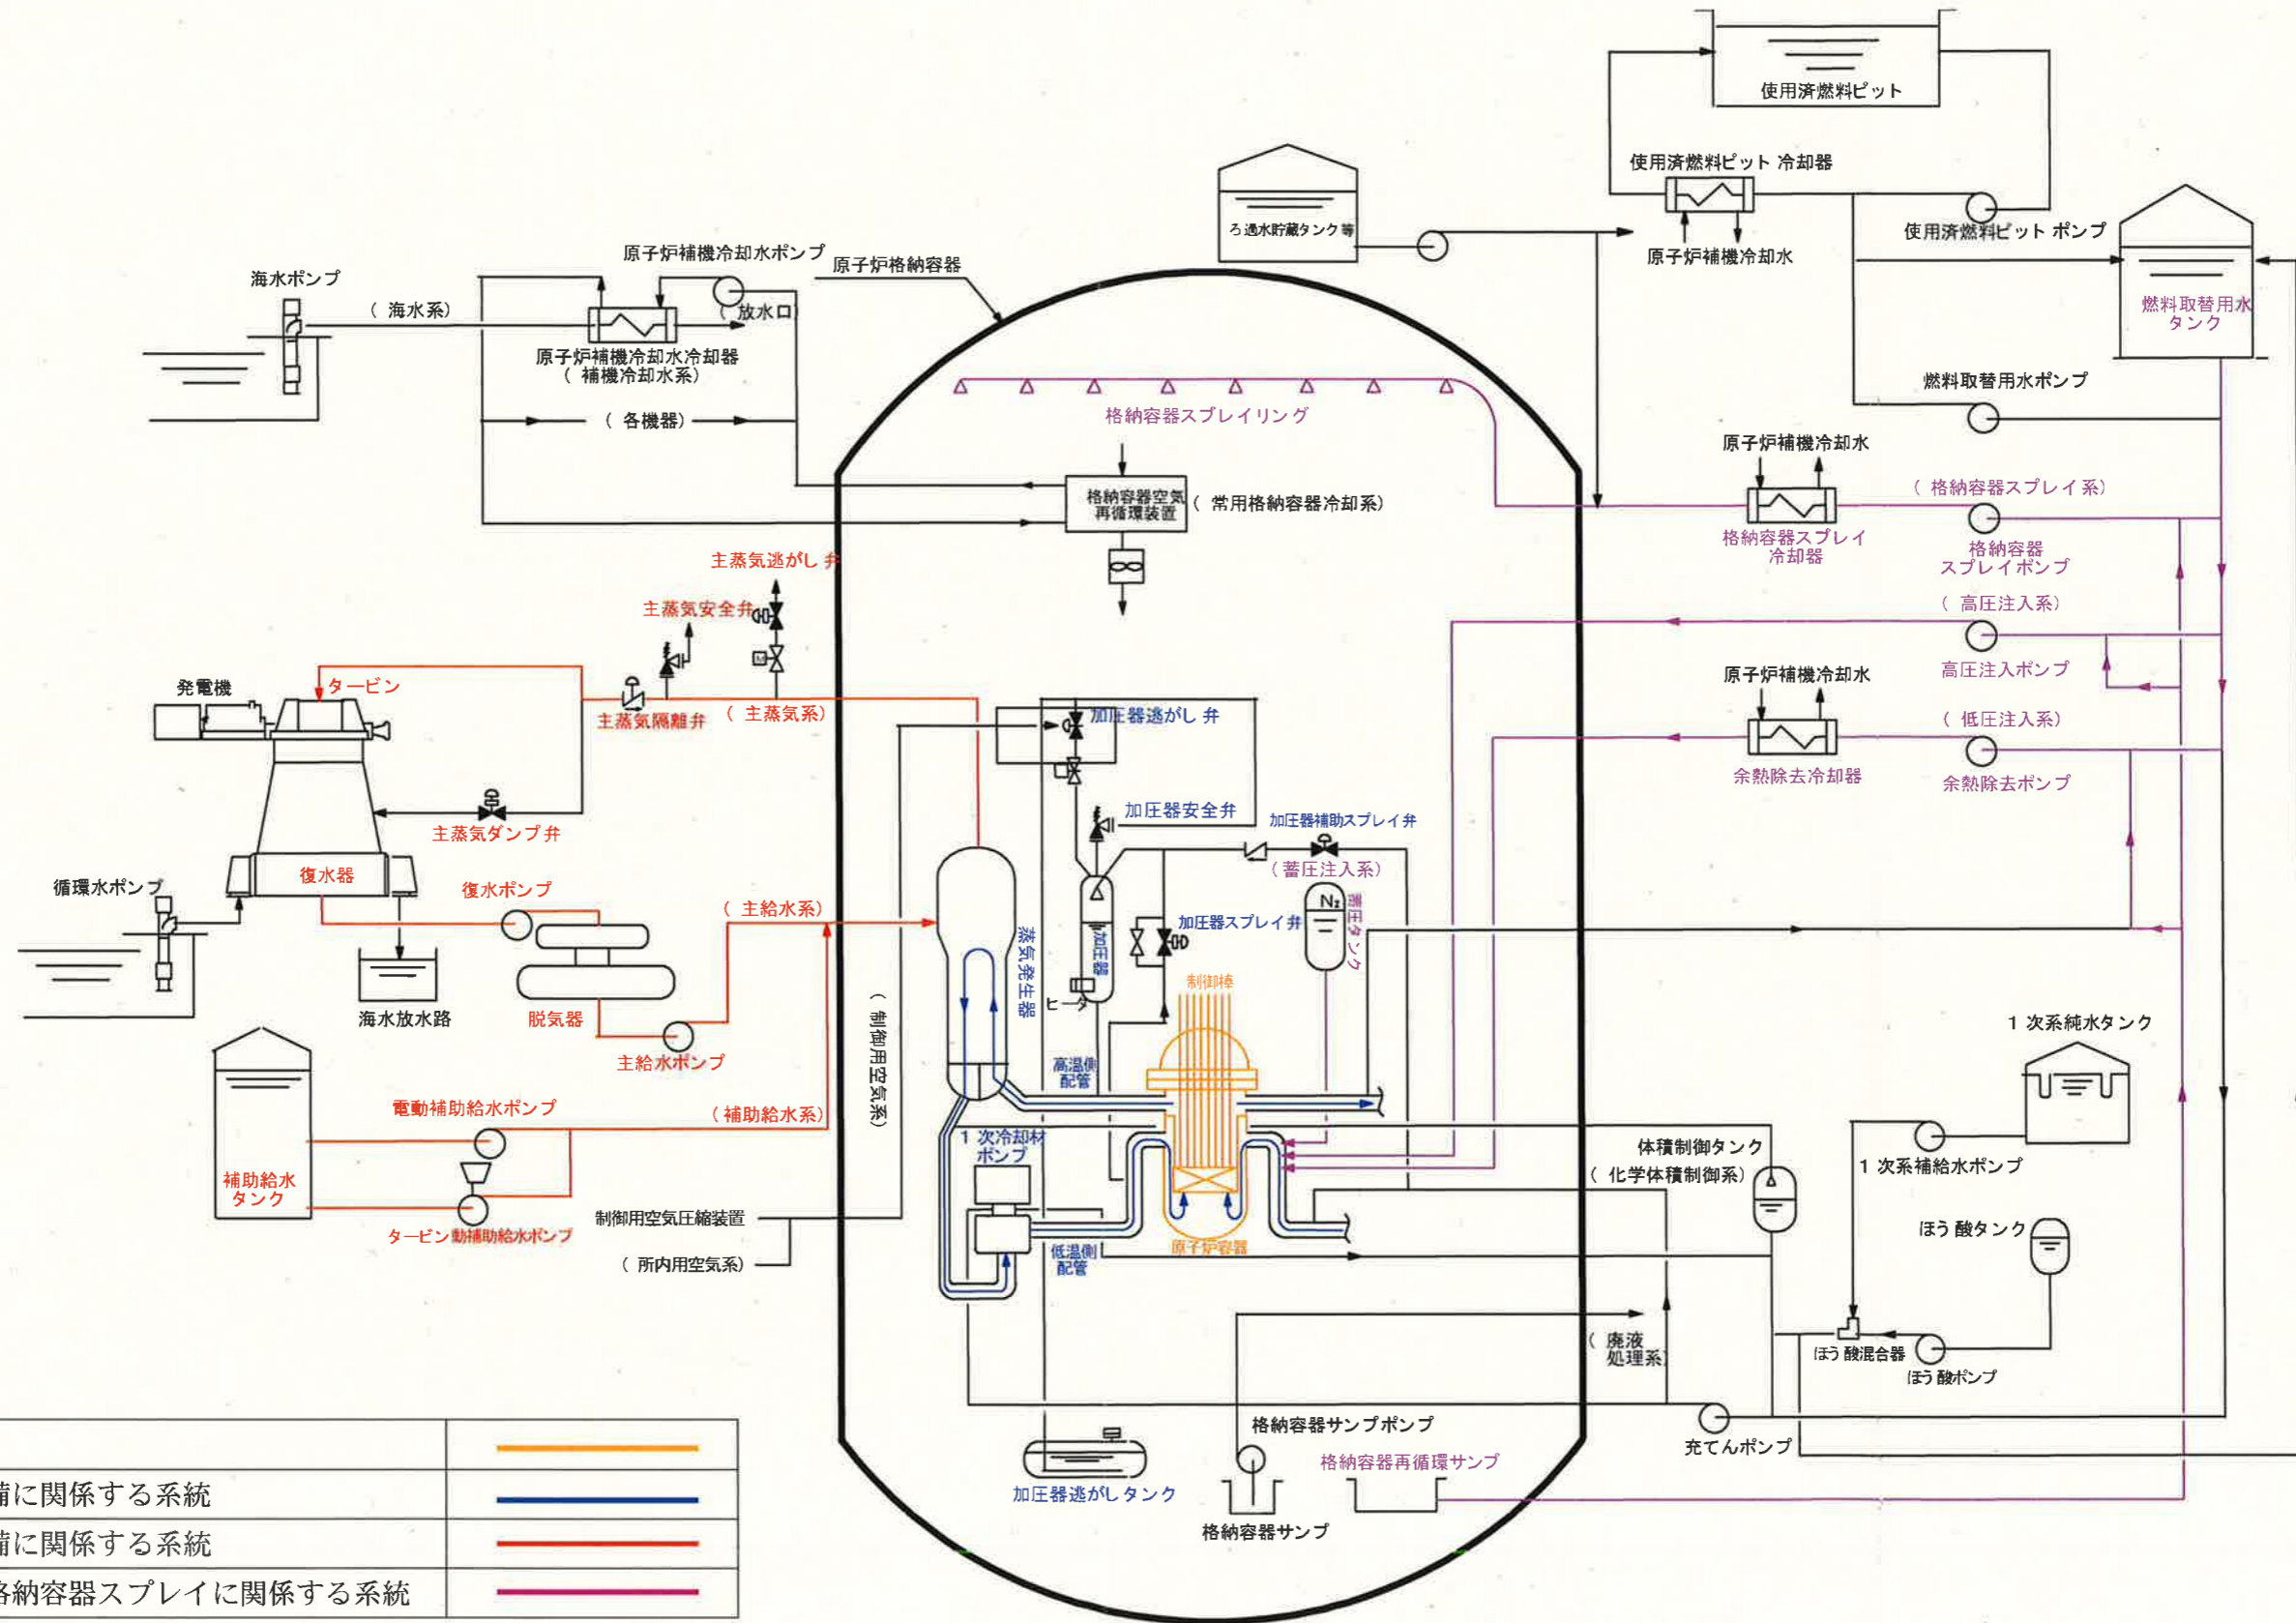 使用済燃料ピット
使用済燃料ピット 冷却器
原子炉補機冷却水
使用済燃料ピット ポンプ
ろ過水貯蔵タンク等
燃料取替用水
タンク
燃料取替用水ポンプ
海水ポンプ
( 海水系)
原子炉補機冷却水ポンプ
( 放水口)
原子炉補機冷却水冷却器
( 補機冷却水系)
( 各機器)
原子炉格納容器
格納容器スプレイリング
格納容器空気
再循環装置
( 常用格納容器冷却系)
原子炉補機冷却水
格納容器スプレイ
冷却器
( 格納容器スプレイ系)
格納容器
スプレイポンプ
( 高圧注入系)
高圧注入ポンプ
原子炉補機冷却水
( 低圧注入系)
余熱除去冷却器
余熱除去ポンプ
主蒸気逃がし 弁
主蒸気安全弁
M
主蒸気隔離弁
( 主蒸気系)
発電機
タービン
主蒸気ダンプ弁
復水器
循環水ポンプ
復水ポンプ
海水放水路
脱気器
主給水ポンプ
( 主給水系)
電動補助給水ポンプ
( 補助給水系)
補助給水
タンク
タービン動補助給水ポンプ
制御用空気圧縮装置
( 所内用空気系)
( 制御用空気系)
加圧器逃がし 弁
加圧器安全弁
加圧器補助スプレイ弁
( 蓄圧注入系)
N₂
蓄圧タンク
加圧器スプレイ弁
加圧器
ヒータ
蒸気発生器
制御棒
高温側
配管
1 次冷却材
ポンプ
低温側
配管
原子炉容器
1 次系純水タンク
体積制御タンク
( 化学体積制御系)
1 次系補給水ポンプ
ほう 酸タンク
ほう 酸混合器
ほう 酸ポンプ
( 廃液
処理系)
充てんポンプ
格納容器サンプポンプ
格納容器再循環サンプ
加圧器逃がしタンク
格納容器サンプ
備に関係する系統
備に関係する系統
格納容器スプレイに関係する系統